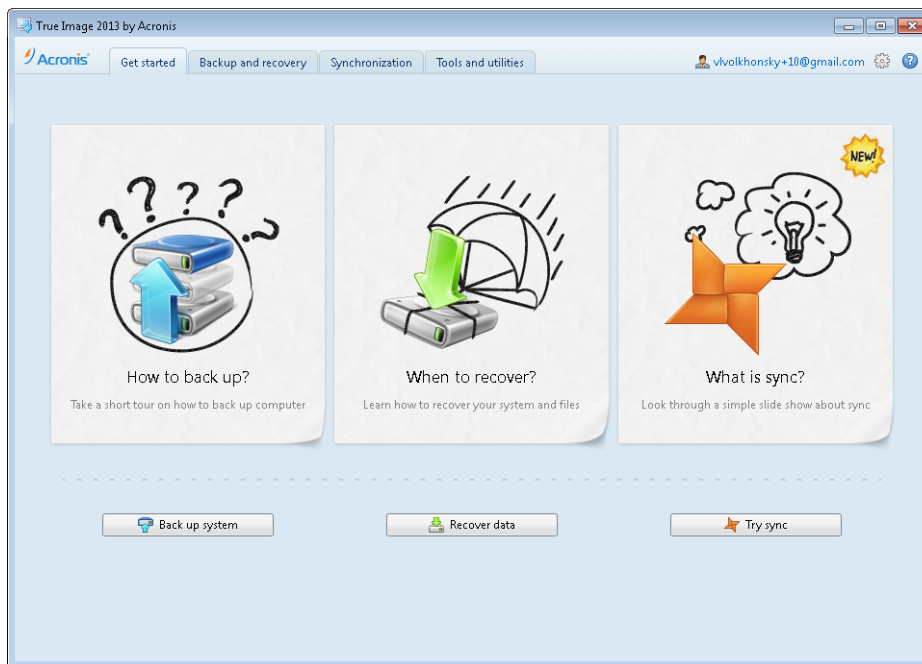 True Image 2013 by Acronis
Acronis
Get started
Backup and recovery
Synchronization
Tools and utilities
vlvolkhonsky+10@gmail.com
NEW!
How to back up?
When to recover?
What is sync?
Take a short tour on how to back up computer
Learn how to recover your system and files
Look through a simple slide show about sync
Back up system
Recover data
Try sync